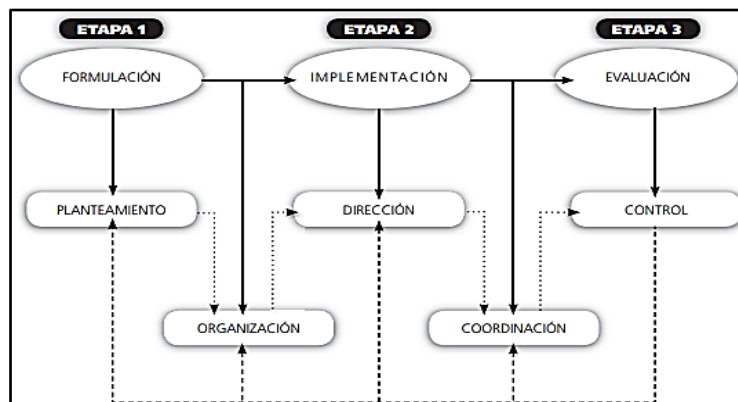 ETAPA 1
ETAPA 2
ETAPA 3
FORMULACIÓN
IMPLEMENTACIÓN
EVALUACIÓN
PLANTEAMIENTO
DIRECCIÓN
CONTROL
ORGANIZACIÓN
COORDINACIÓN